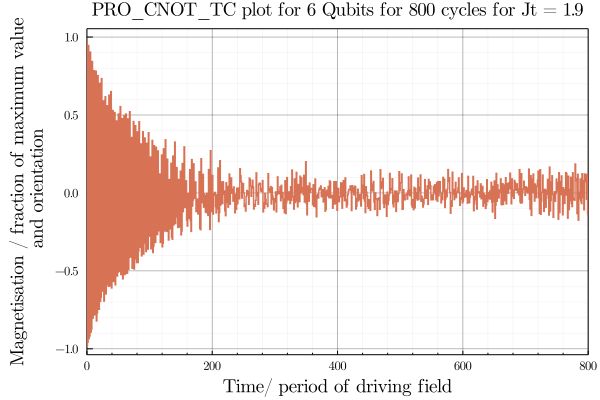 PRO_CNOT_TC plot for 6 Qubits for 800 cycles for Jt = 1.9
Magnetisation / fraction of maximum value
and orientation
1.0
0.5
0.0
−0.5
−1.0
0 200 400 600 800
Time/ period of driving field